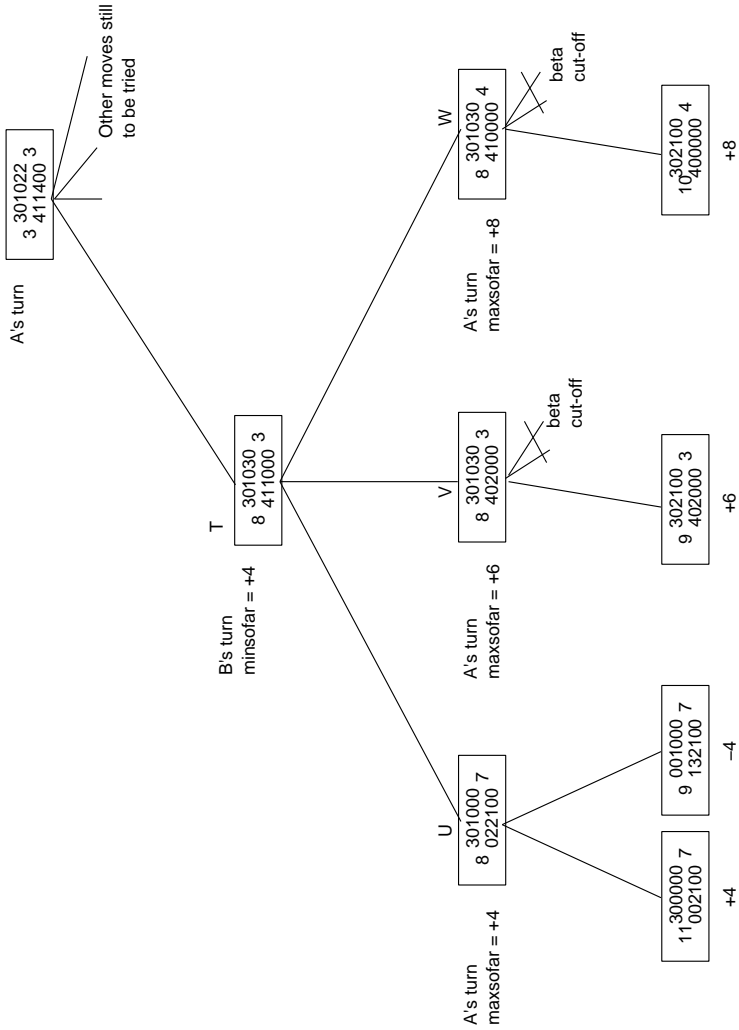 A's turn
3 301022 3
411400
Other moves still
to be tried
T
B's turn
minsofar = +4
8 301030 3
411000
U
A's turn
maxsofar = +4
8 301000 7
022100
V
A's turn
maxsofar = +6
8 301030 3
402000
beta
cut-off
W
A's turn
maxsofar = +8
8 301030 4
410000
beta
cut-off
11 300000 7
002100
+4
9 001000 7
132100
−4
9 302100 3
402000
+6
10 302100 4
400000
+8